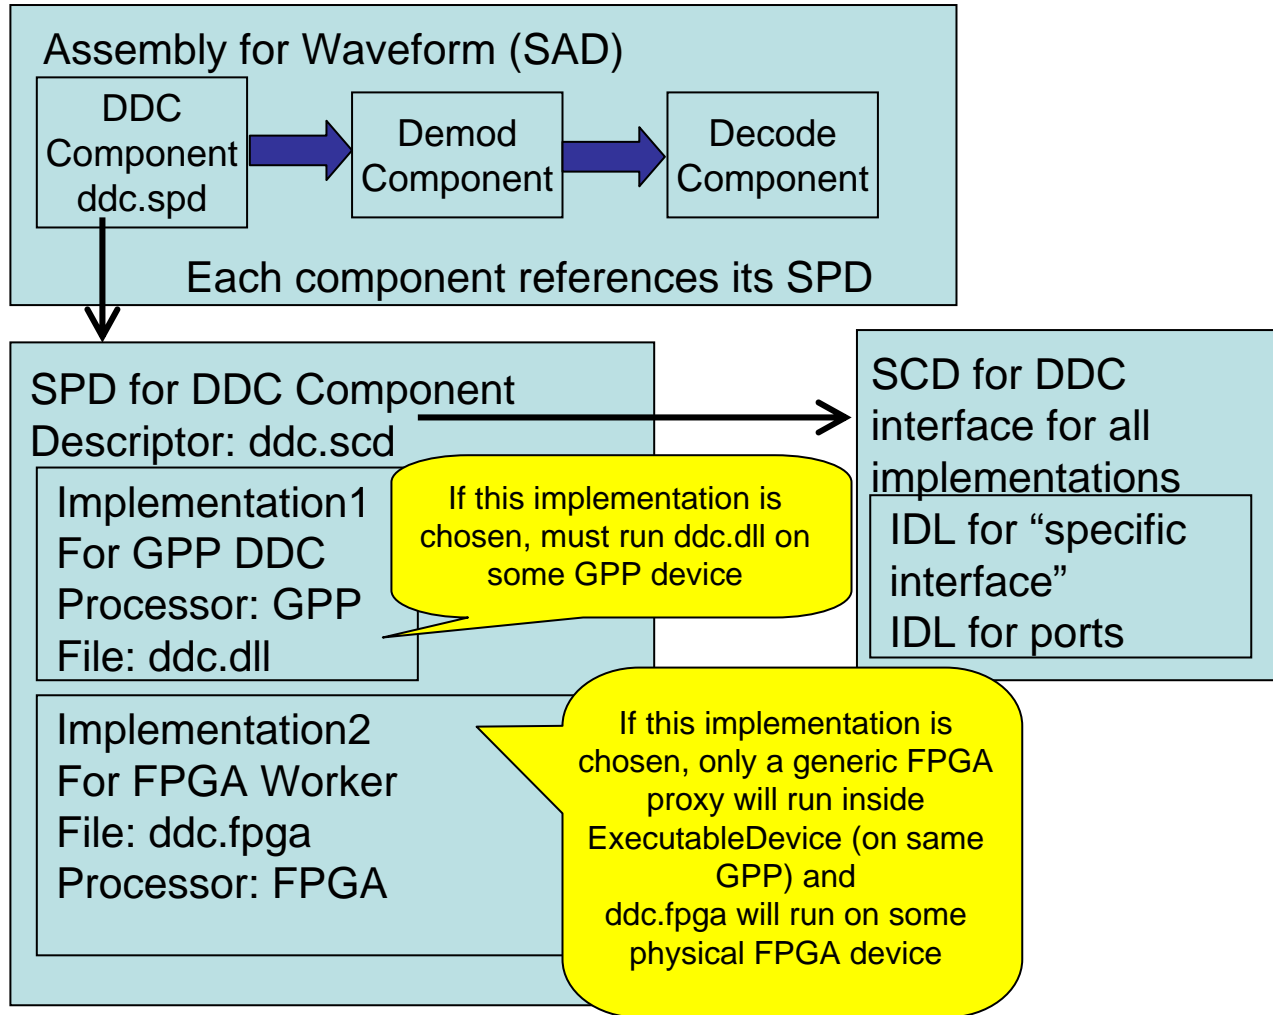 Assembly for Waveform (SAD)
DDC
Component
ddc.spd
Demod
Component
Decode
Component
Each component references its SPD
SPD for DDC Component
Descriptor: ddc.scd
Implementation1
For GPP DDC
Processor: GPP
File: ddc.dll
If this implementation is
chosen, must run ddc.dll on
some GPP device
Implementation2
For FPGA Worker
File: ddc.fpga
Processor: FPGA
If this implementation is
chosen, only a generic FPGA
proxy will run inside
ExecutableDevice (on same
GPP) and
ddc.fpga will run on some
physical FPGA device
SCD for DDC
interface for all
implementations
IDL for “specific
interface”
IDL for ports